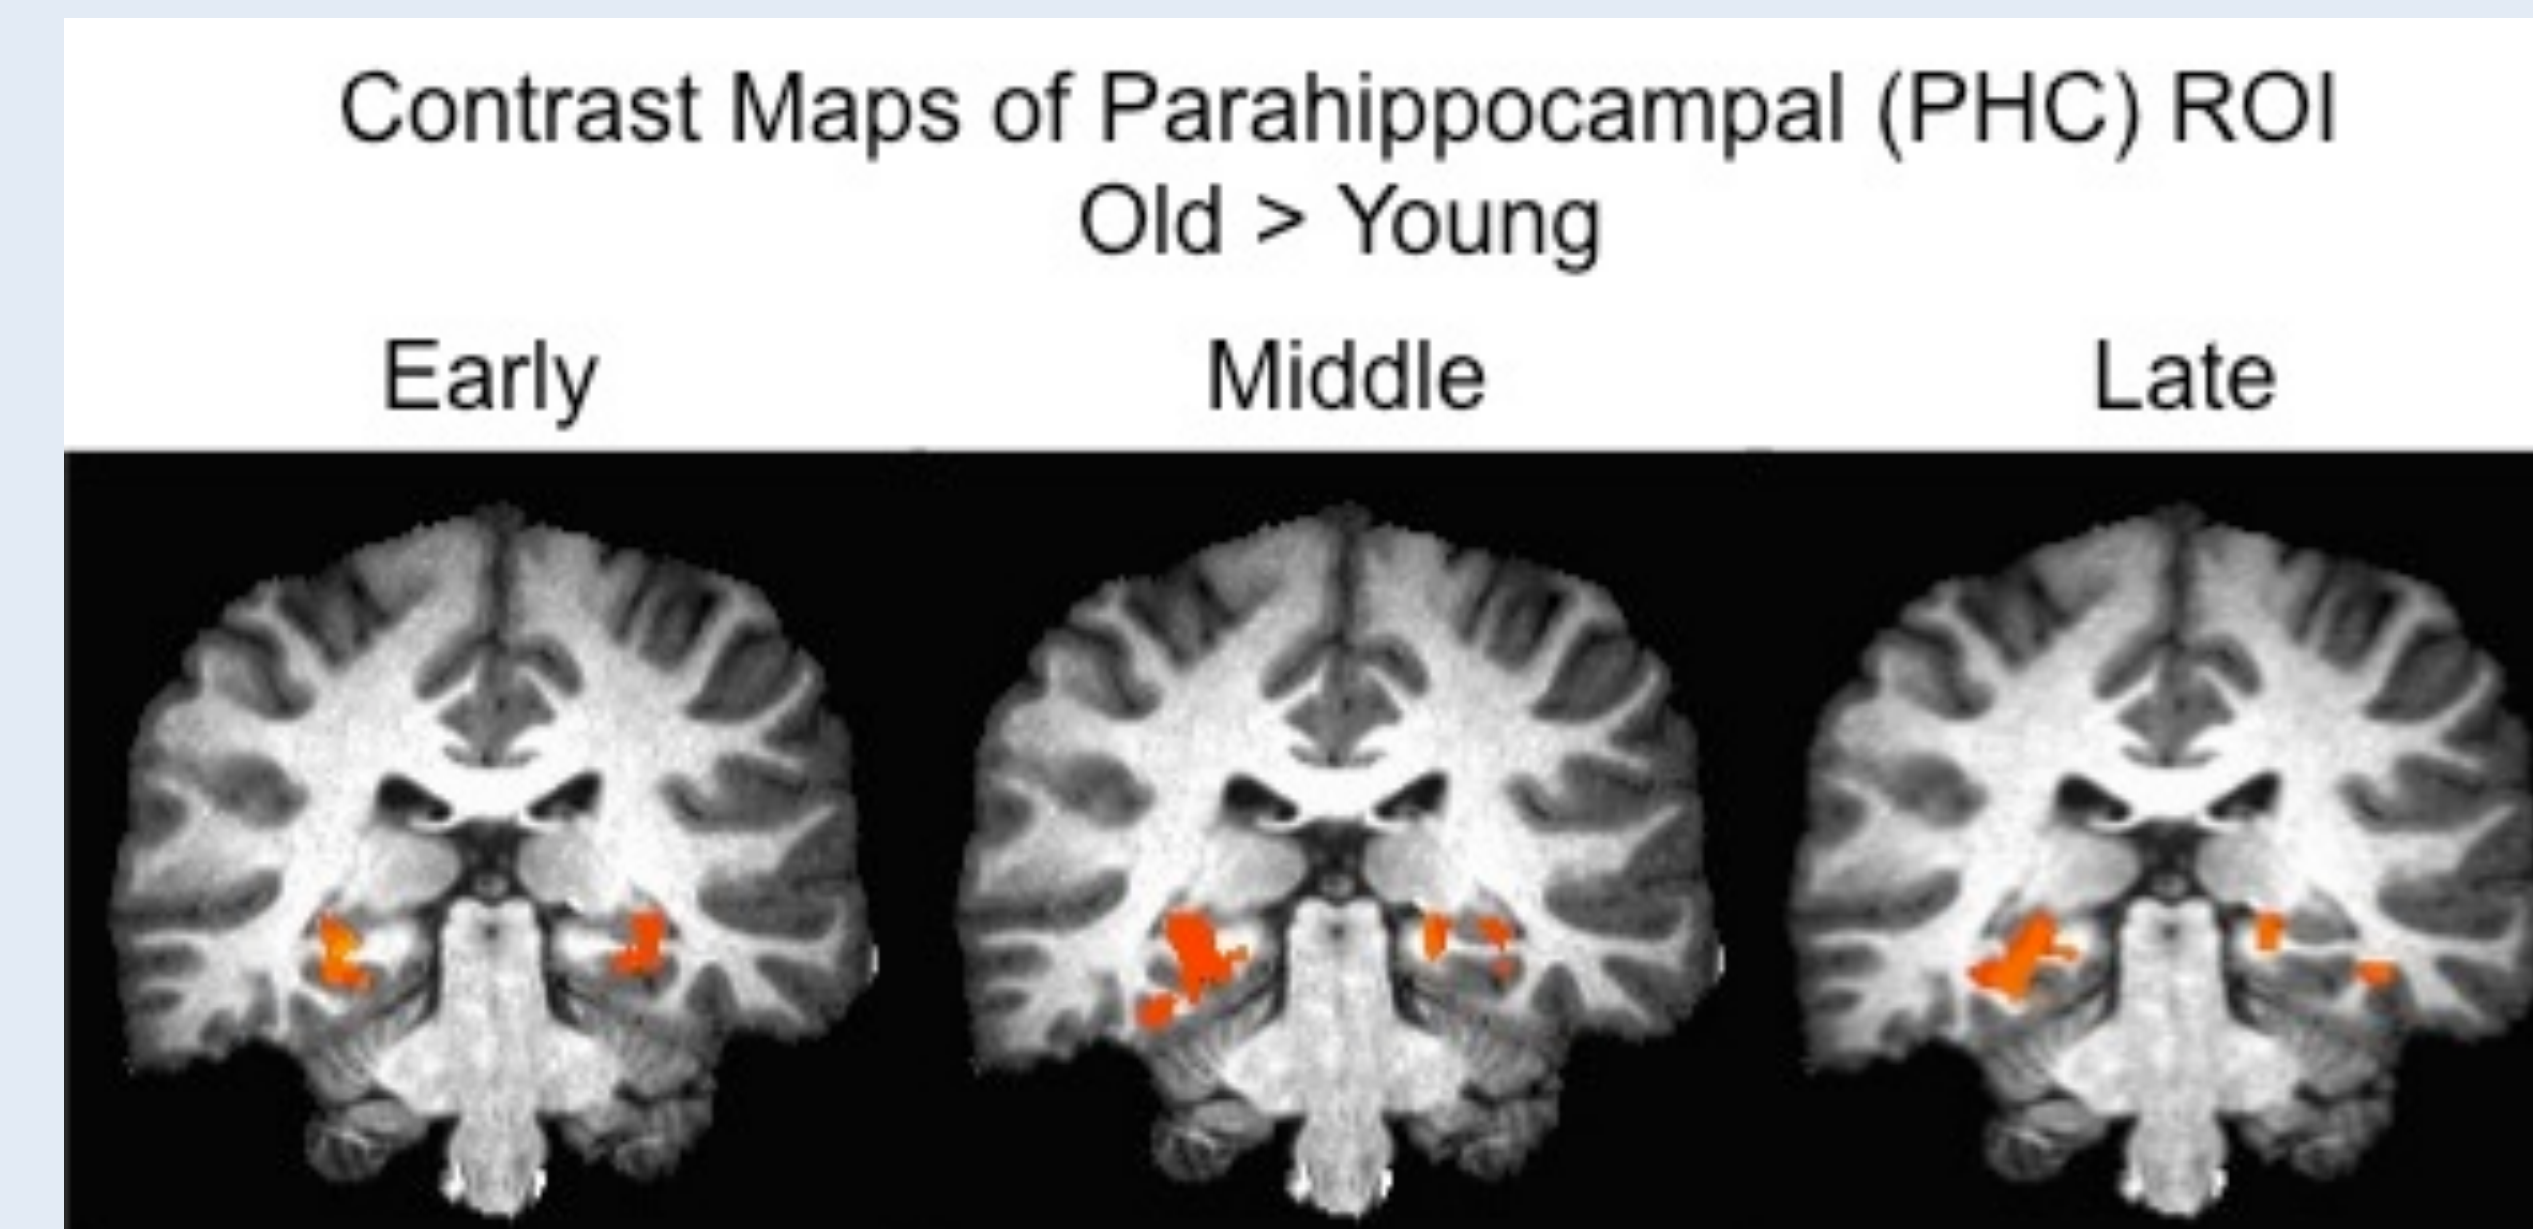 Contrast Maps of Parahippocampal (PHC) ROI
Old > Young
Early Middle Late